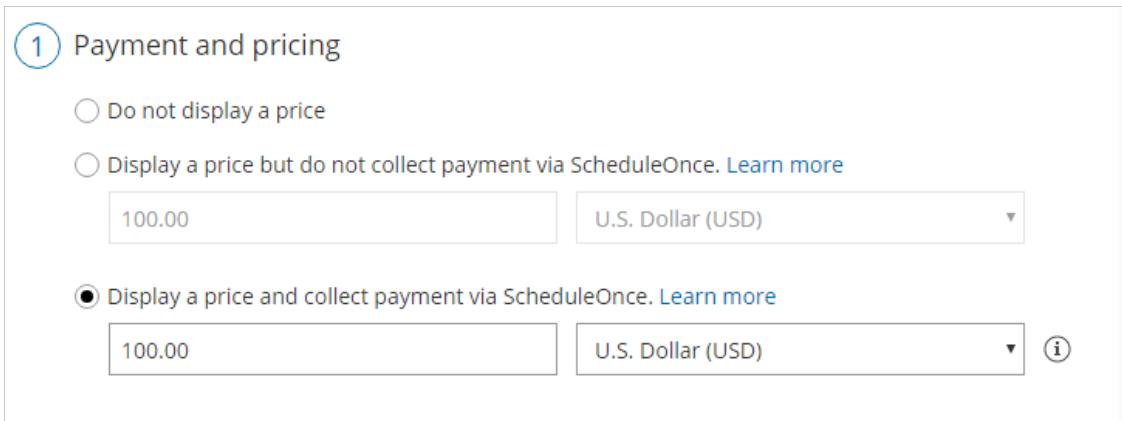 1 Payment and pricing
Do not display a price
Display a price but do not collect payment via ScheduleOnce. Learn more
100.00 U.S. Dollar (USD)
Display a price and collect payment via ScheduleOnce. Learn more
100.00 U.S. Dollar (USD) i